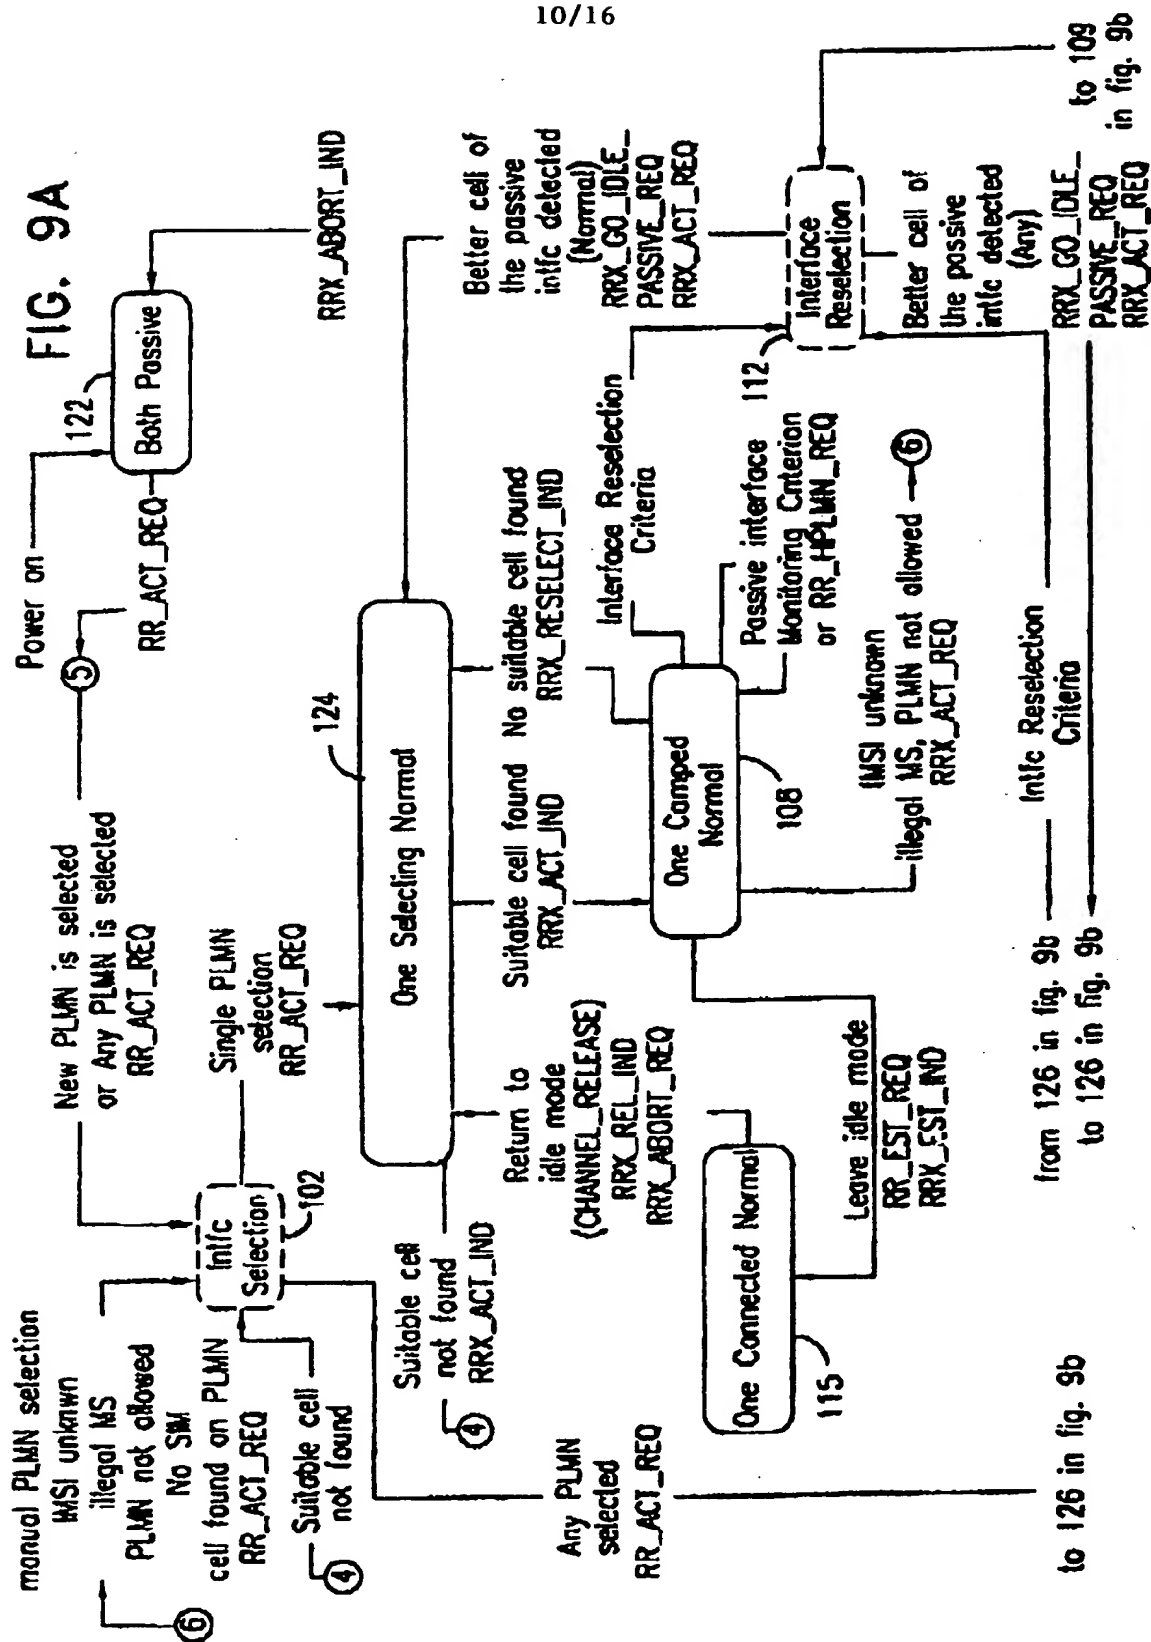 10/16
FIG. 9A
Power on
122
Both Passive
RR_ACT_REQ
5
RRX_ABORT_IND
New PLMN is selected
or Any PLMN is selected
RR_ACT_REQ
manual PLMN selection
IMSI unknwn
illegal MS
PLMN not allowed
No SIM
cell found on PLMN
RR_ACT_REQ
6
Suitable cell
not found
4
Intfc
Selection
102
Single PLMN
selection
RR_ACT_REQ
124
One Selecting Normal
Suitable cell
not found
RRX_ACT_IND
4
Return to
idle mode
(CHANNEL_RELEASE)
RRX_REL_IND
RRX_ABORT_REQ
Suitable cell found
RRX_ACT_IND
No suitable cell found
RRX_RESELECT_IND
Better cell of
the passive
intfc detected
(Normal)
RRX_GO_IDLE_
PASSIVE_REQ
RRX_ACT_REQ
One Connected Normal
115
Leave idle mode
RR_EST_REQ
RRX_EST_IND
One Camped
Normal
108
Interface Reselection
Criteria
Passive interface
Monitoring Criterion
or RR_HPLMN_REQ
IMSI unknown
illegal MS, PLMN not allowed
RRX_ACT_REQ
6
112
Interface
Reselection
Better cell of
the passive
intfc detected
(Any)
RRX_GO_IDLE_
PASSIVE_REQ
RRX_ACT_REQ
to 109
in fig. 9b
Any PLMN
selected
RR_ACT_REQ
to 126 in fig. 9b
from 126 in fig. 9b
Intfc Reselection
Criteria
to 126 in fig. 9b